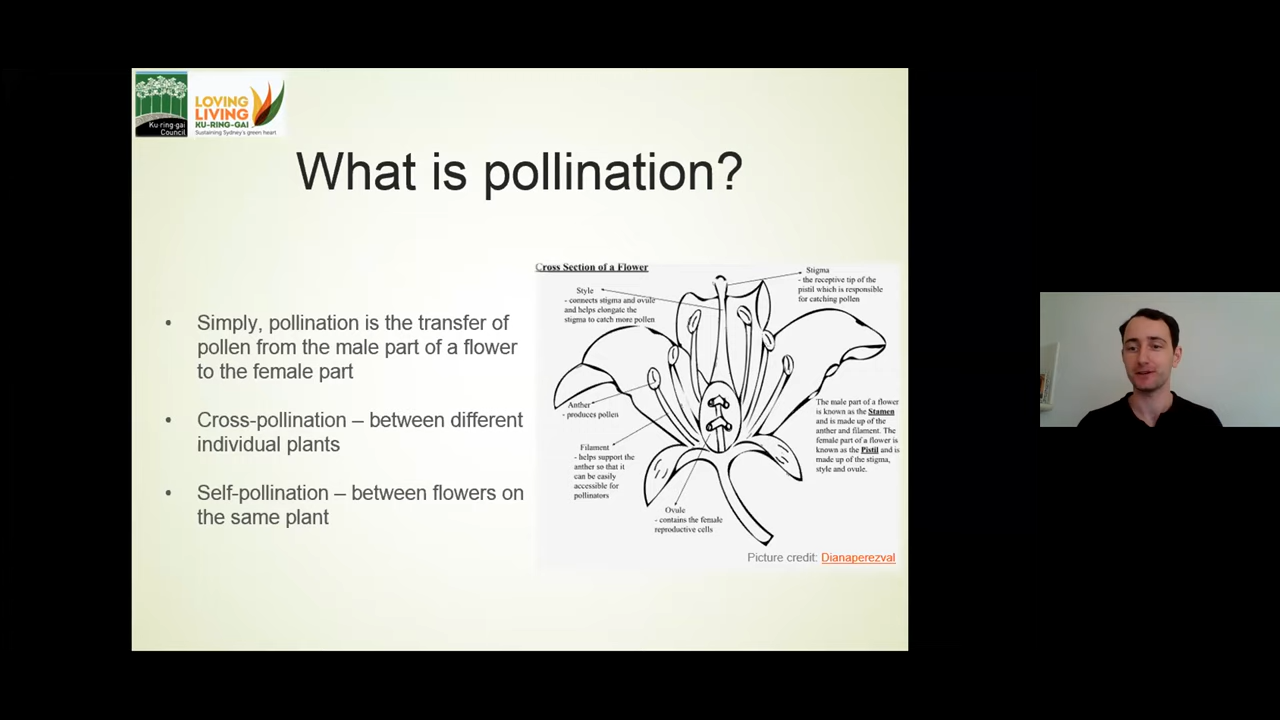 Ku-ring-gai
Council
LOVING
LIVING
KU-RING-GAI
Sustaining Sydney's green heart
What is pollination?
• Simply, pollination is the transfer of
pollen from the male part of a flower
to the female part
• Cross-pollination – between different
individual plants
• Self-pollination – between flowers on
the same plant
Cross Section of a Flower
Style
- connects stigma and ovule
and helps elongate the
stigma to catch more pollen
Stigma
- the receptive tip of the
pistil which is responsible
for catching pollen
Anther
- produces pollen
Filament
- helps support the
anther so that it
can be easily
accessible for
pollinators
Ovule
- contains the female
reproductive cells
The male part of a flower
is known as the Stamen
and is made up of the
anther and filament. The
female part of a flower is
known as the Pistil and is
made up of the stigma,
style and ovule.
Picture credit: Dianaperezval